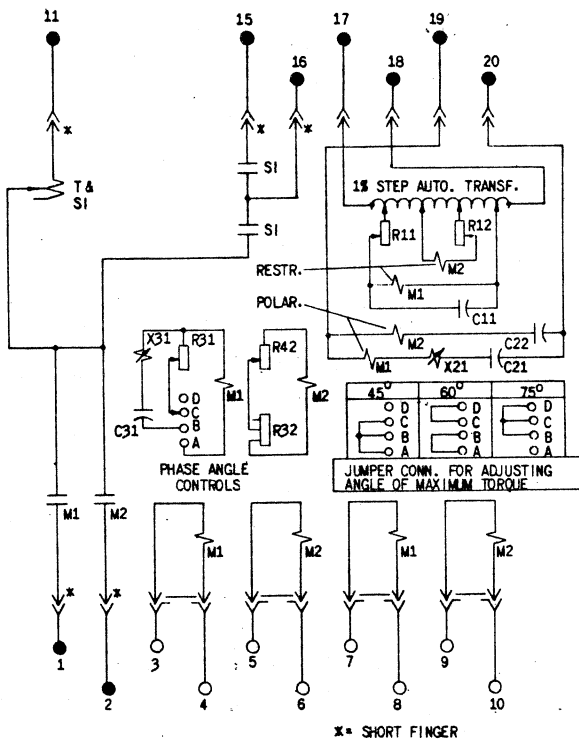 11
15
16
17
18
19
20
*
*
*
T &
SI
SI
SI
1% STEP AUTO. TRANSF.
R11
R12
M2
RESTR.
M1
C11
POLAR.
M2
C22
M1
X21
C21
X31
R31
M1
D
C
B
A
C31
R42
R32
M2
PHASE ANGLE
CONTROLS
45° 60° 75°
D D D
C C C
B B B
A A A
JUMPER CONN. FOR ADJUSTING
ANGLE OF MAXIMUM TORQUE
M1
M2
M1
M2
M1
M2
*
*
1
2
3
4
5
6
7
8
9
10
*= SHORT FINGER